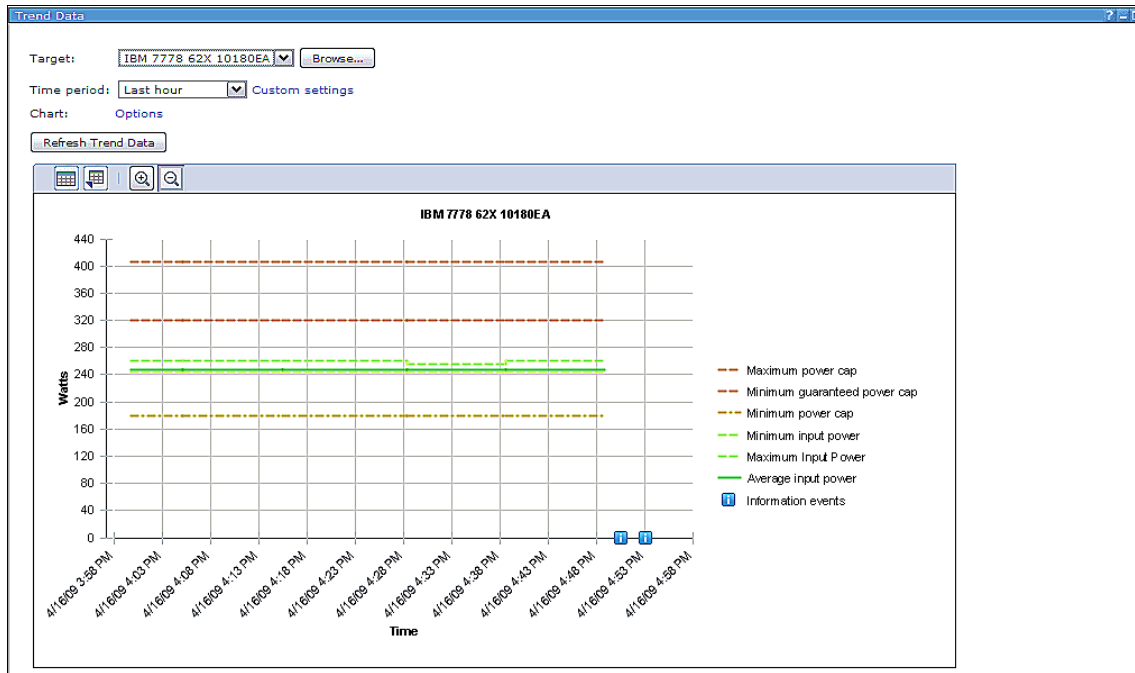 Trend Data
Target: IBM 7778 62X 10180EA Browse...
Time period: Last hour Custom settings
Chart: Options
Refresh Trend Data
IBM 7778 62X 10180EA
440
400
360
320
280
240
200
160
120
80
40
0
Watts
4/16/09 3:58 PM
4/16/09 4:03 PM
4/16/09 4:08 PM
4/16/09 4:13 PM
4/16/09 4:18 PM
4/16/09 4:23 PM
4/16/09 4:28 PM
4/16/09 4:33 PM
4/16/09 4:38 PM
4/16/09 4:43 PM
4/16/09 4:48 PM
4/16/09 4:53 PM
4/16/09 4:58 PM
Time
Maximum power cap
Minimum guaranteed power cap
Minimum power cap
Minimum input power
Maximum Input Power
Average input power
Information events